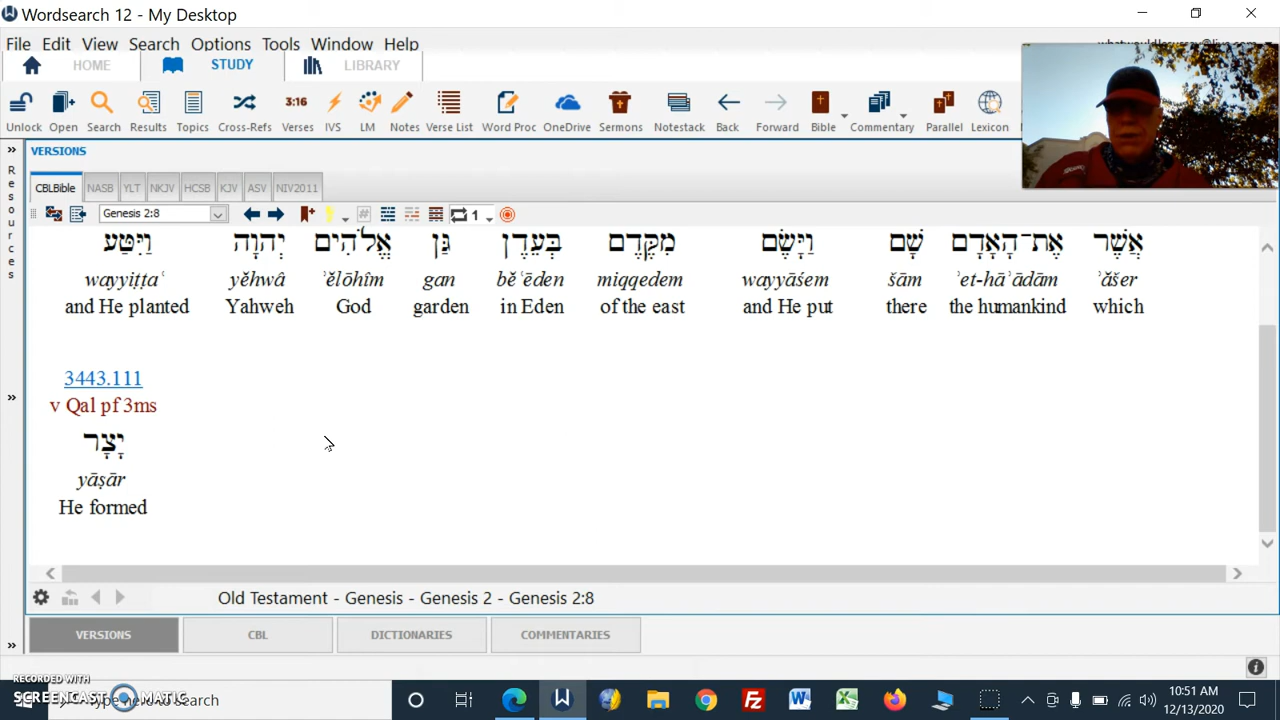 Wordsearch 12 - My Desktop
File Edit View Search Options Tools Window Help
HOME STUDY LIBRARY
3:16
Unlock Open Search Results Topics Cross-Refs Verses IVS LM Notes Verse List Word Proc OneDrive Sermons Notestack Back Forward Bible Commentary Parallel Lexicon
» VERSIONS
Resources
CBLBible NASB YLT NKJV HCSB KJV ASV NIV2011
Genesis 2:8 # 1
וַיִּטַּע יְהוָה אֱלֹהִים גַּן בְּעֵדֶן מִקֶּדֶם וַיָּשֶׂם שָׁם אֶת־הָאָדָם אֲשֶׁר
wayyiṭṭaʿ yĕhwâ ʾĕlōhîm gan bĕʿēden miqqedem wayyāśem šām ʾet-hāʾādām ʾăšer
and He planted Yahweh God garden in Eden of the east and He put there the humankind which
3443.111
»
v Qal pf 3ms
יָצָר
yāṣār
He formed
Old Testament - Genesis - Genesis 2 - Genesis 2:8
» VERSIONS CBL DICTIONARIES COMMENTARIES
RECORDED WITH
SCREENCAST MATIC
Type here to search
10:51 AM
12/13/2020